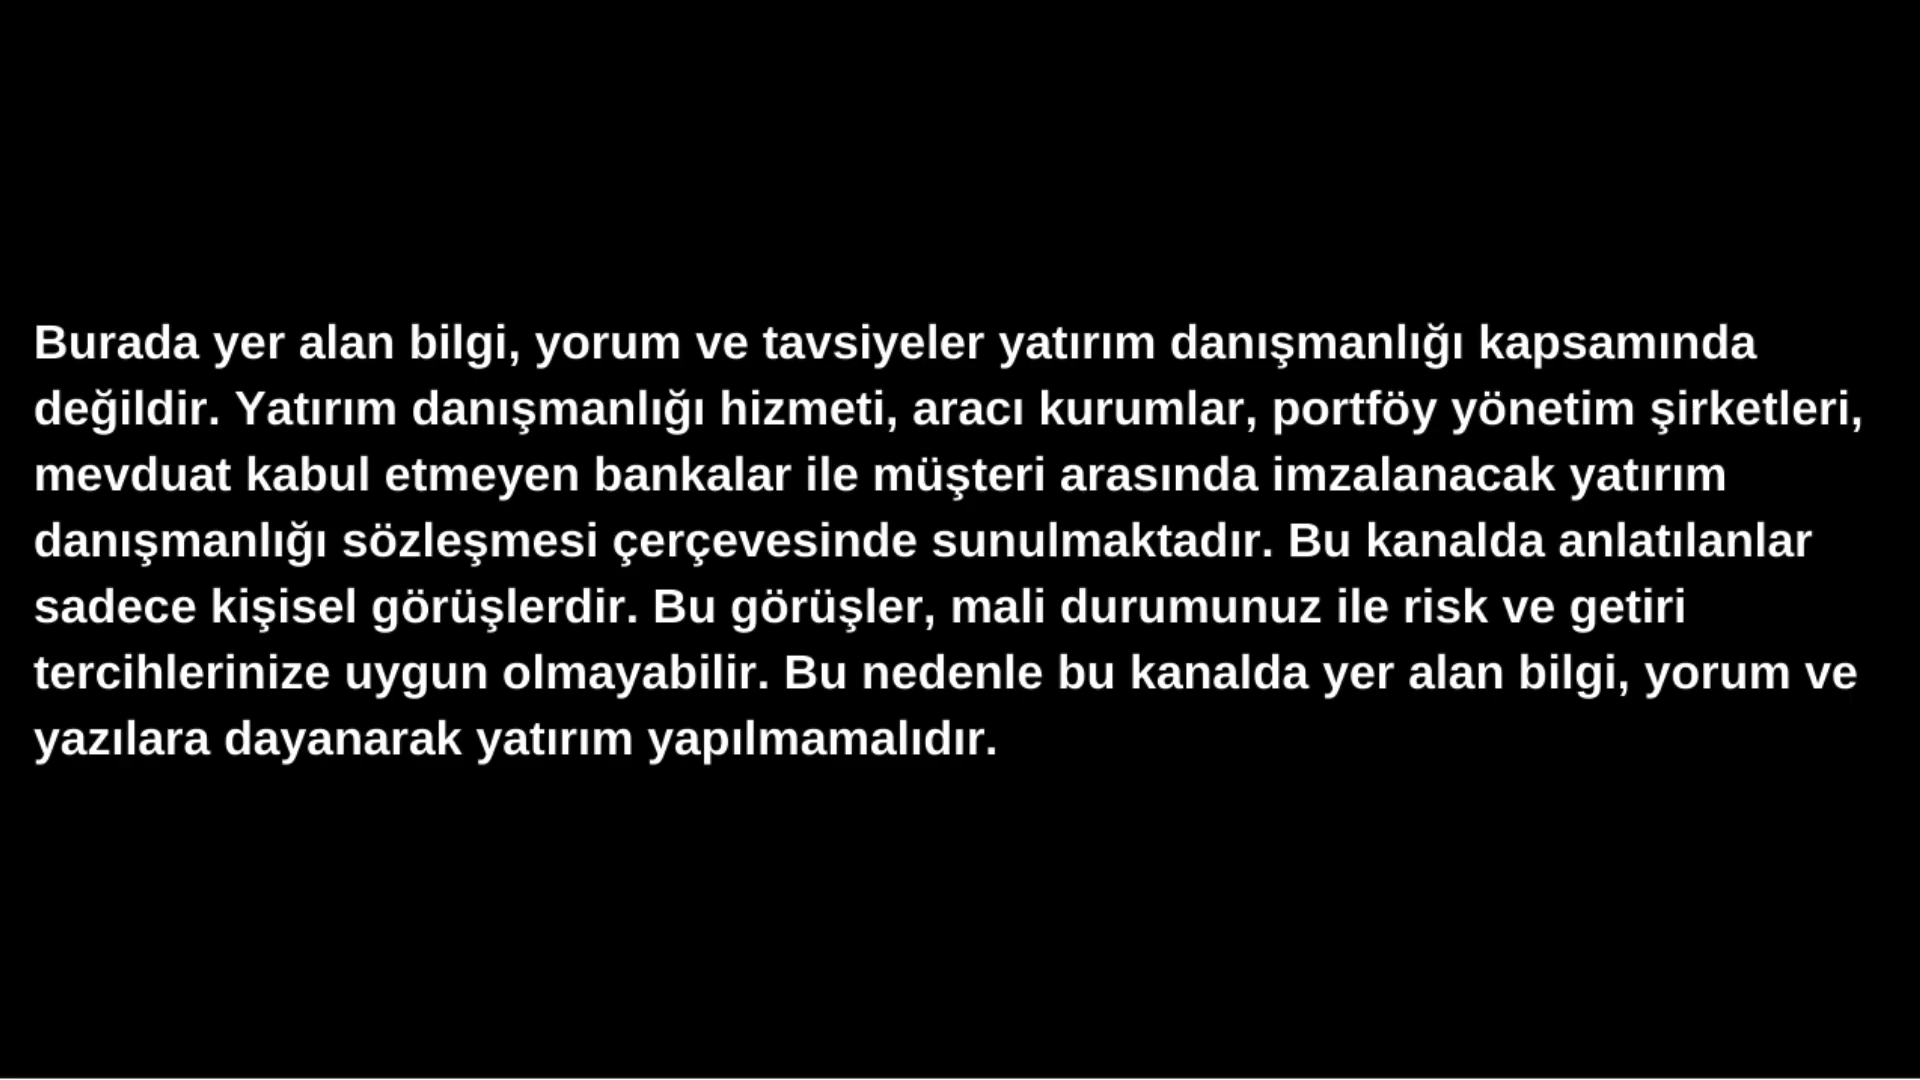 Burada yer alan bilgi, yorum ve tavsiyeler yatırım danışmanlığı kapsamında
değildir. Yatırım danışmanlığı hizmeti, aracı kurumlar, portföy yönetim şirketleri,
mevduat kabul etmeyen bankalar ile müşteri arasında imzalanacak yatırım
danışmanlığı sözleşmesi çerçevesinde sunulmaktadır. Bu kanalda anlatılanlar
sadece kişisel görüşlerdir. Bu görüşler, mali durumunuz ile risk ve getiri
tercihlerinize uygun olmayabilir. Bu nedenle bu kanalda yer alan bilgi, yorum ve
yazılara dayanarak yatırım yapılmamalıdır.